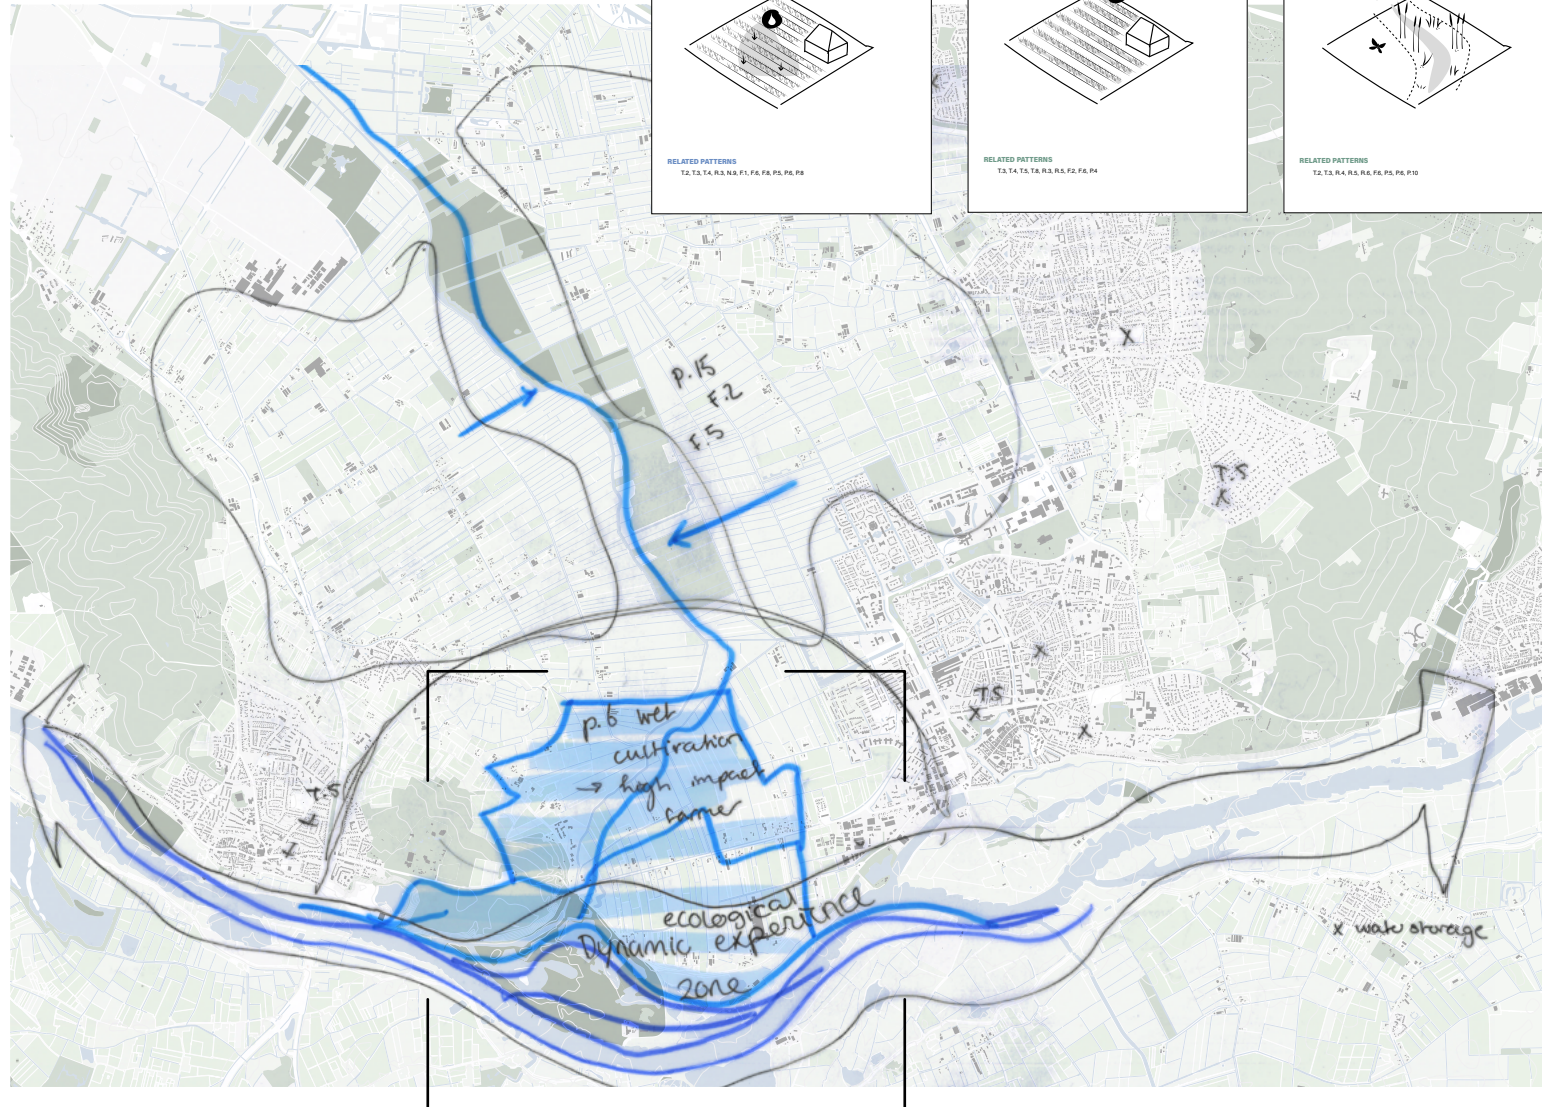 RELATED PATTERNS
T.2, T.3, T.4, R.3, N.9, F.1, F.6, F.8, P.5, P.6, P.8
RELATED PATTERNS
T.3, T.4, T.5, T.8, R.3, R.5, F.2, F.6, P.4
RELATED PATTERNS
T.2, T.3, R.4, R.5, R.6, F.6, P.5, P.6, P.10
X
P.15
F.2
F.5
T.5
X
X
T.5
X
X
T.5
p.6 wet
cultivation
→ high impact
farmer
ecological
Dynamic experience
zone
x water storage